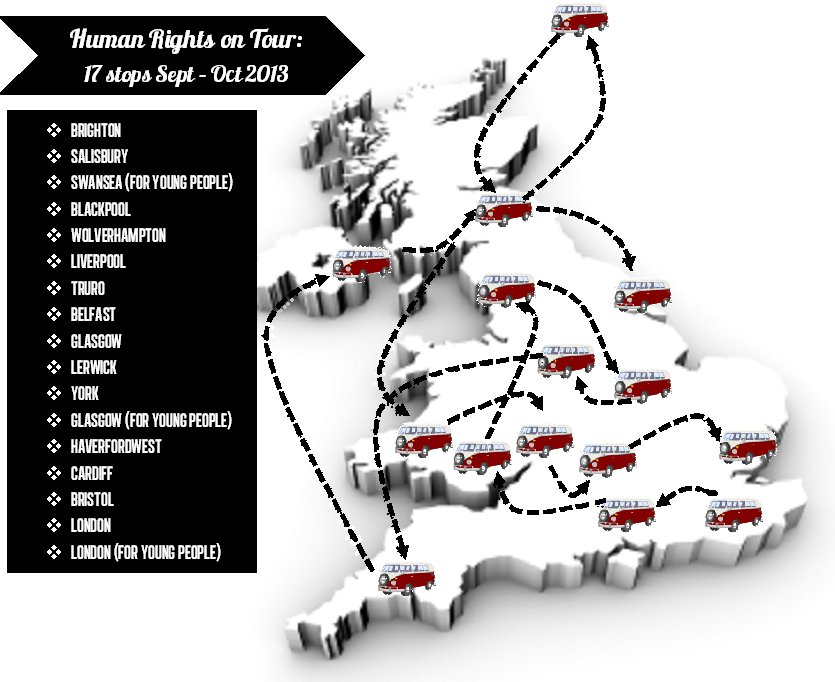 Human Rights on Tour:
17 stops Sept - Oct 2013
BRIGHTON
SALISBURY
SWANSEA (FOR YOUNG PEOPLE)
BLACKPOOL
WOLVERHAMPTON
LIVERPOOL
TRURO
BELFAST
GLASGOW
LERWICK
YORK
GLASGOW (FOR YOUNG PEOPLE)
HAVERFORDWEST
CARDIFF
BRISTOL
LONDON
LONDON (FOR YOUNG PEOPLE)